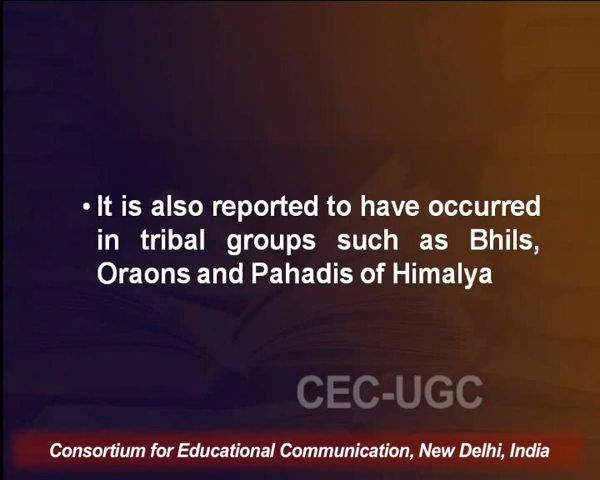 • It is also reported to have occurred
in tribal groups such as Bhils,
Oraons and Pahadis of Himalya
CEC-UGC
Consortium for Educational Communication, New Delhi, India